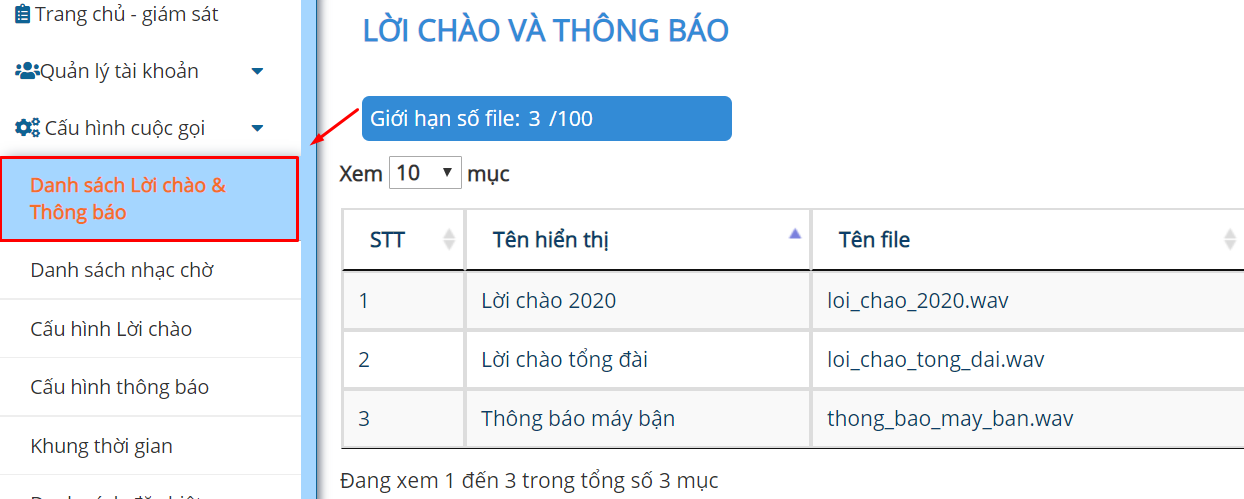 Trang chủ - giám sát
Quản lý tài khoản
Cấu hình cuộc gọi
Danh sách Lời chào &
Thông báo
Danh sách nhạc chờ
Cấu hình Lời chào
Cấu hình thông báo
Khung thời gian
LỜI CHÀO VÀ THÔNG BÁO
Giới hạn số file: 3 /100
Xem 10 mục
STT Tên hiển thị Tên file
1 Lời chào 2020 loi_chao_2020.wav
2 Lời chào tổng đài loi_chao_tong_dai.wav
3 Thông báo máy bận thong_bao_may_ban.wav
Đang xem 1 đến 3 trong tổng số 3 mục